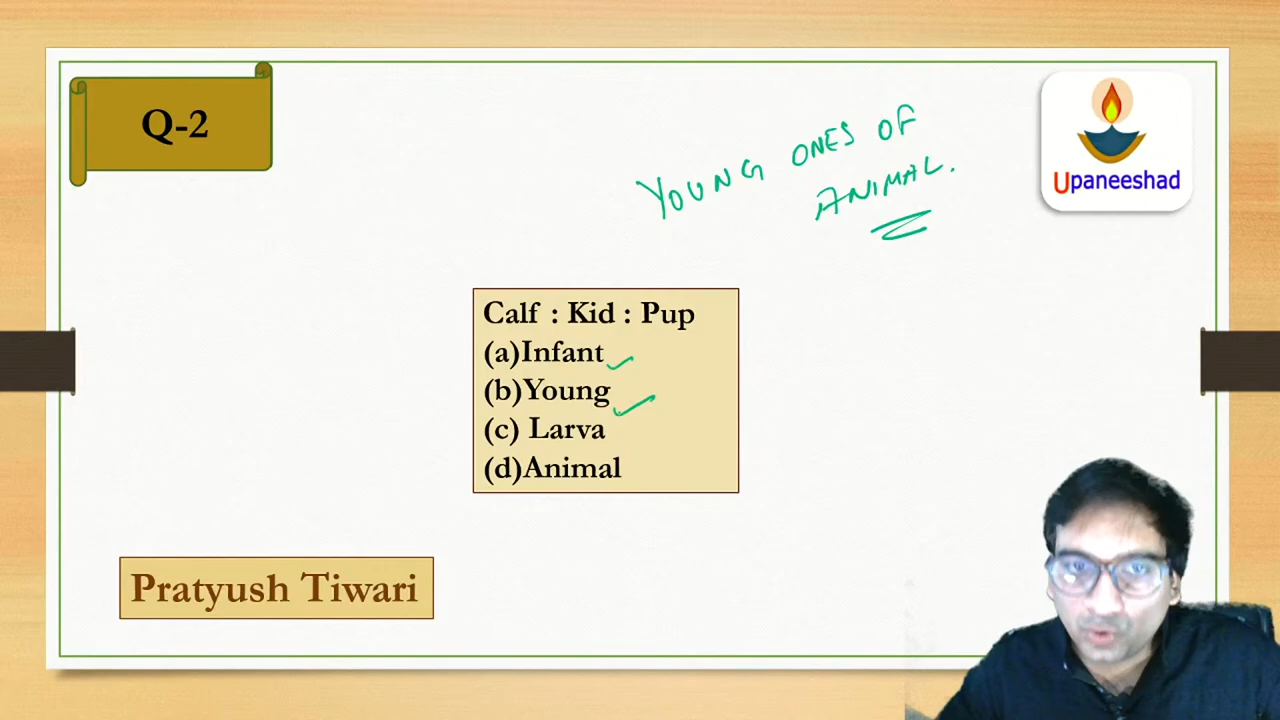 Q-2
YOUNG ONES OF
ANIMAL.
Upaneeshad
Calf : Kid : Pup
(a)Infant
(b)Young
(c) Larva
(d)Animal
Pratyush Tiwari